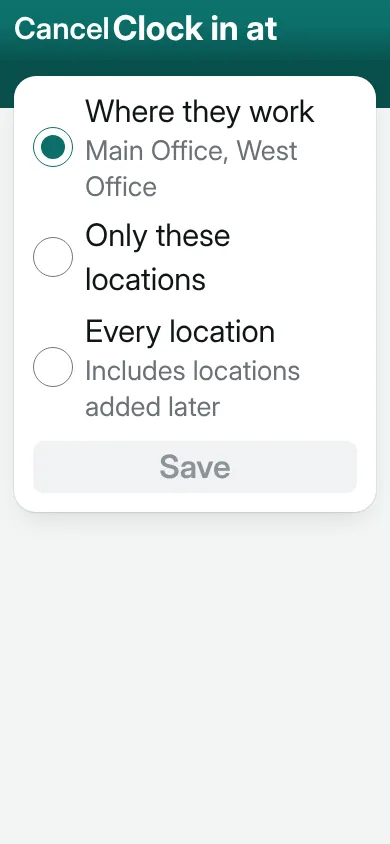 Cancel Clock in at
Where they work
Main Office, West
Office
Only these
locations
Every location
Includes locations
added later
Save